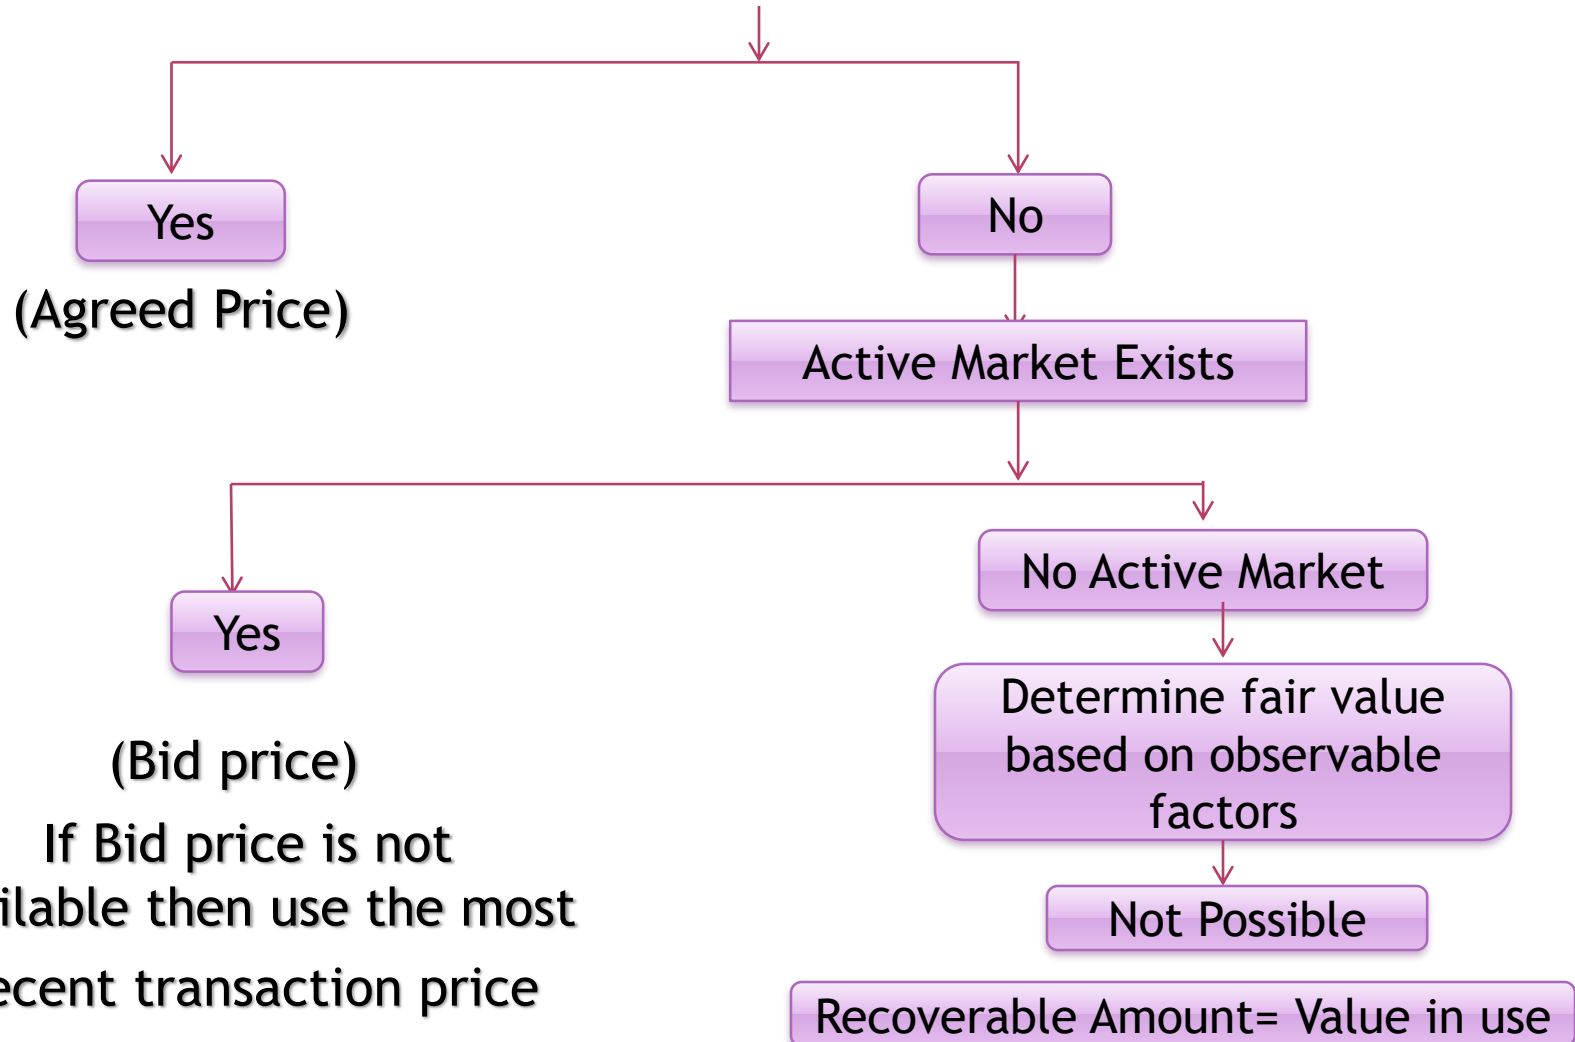 Yes
No
(Agreed Price)
Active Market Exists
No Active Market
Yes
Determine fair value
based on observable
factors
(Bid price)
If Bid price is not
ilable then use the most
ecent transaction price
Not Possible
Recoverable Amount= Value in use